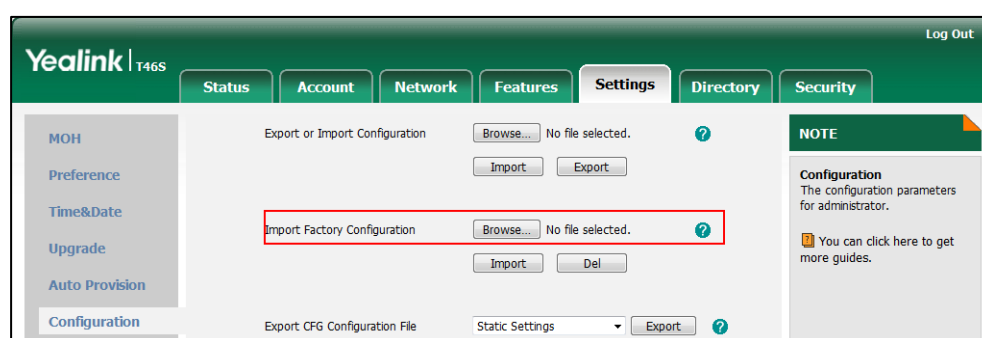 Log Out
Yealink | T46S
Status Account Network Features Settings Directory Security
MOH
Preference
Time&Date
Upgrade
Auto Provision
Configuration
Export or Import Configuration Browse... No file selected. ?
Import Export
Import Factory Configuration Browse... No file selected. ?
Import Del
Export CFG Configuration File Static Settings Export ?
NOTE
Configuration
The configuration parameters
for administrator.
? You can click here to get
more guides.